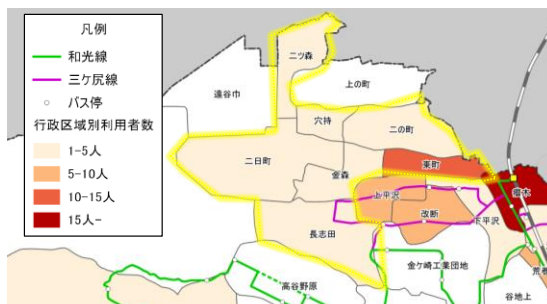 凡例
和光線
三ケ尻線
バス停
行政区域別利用者数
1-5人
5-10人
10-15人
15人-
二ツ森
上の町
遠谷巾
穴持
二の町
二日町
金森
東町
上平沢
改断
下平沢
長志田
金ケ崎工業団地
高谷野原
谷地上